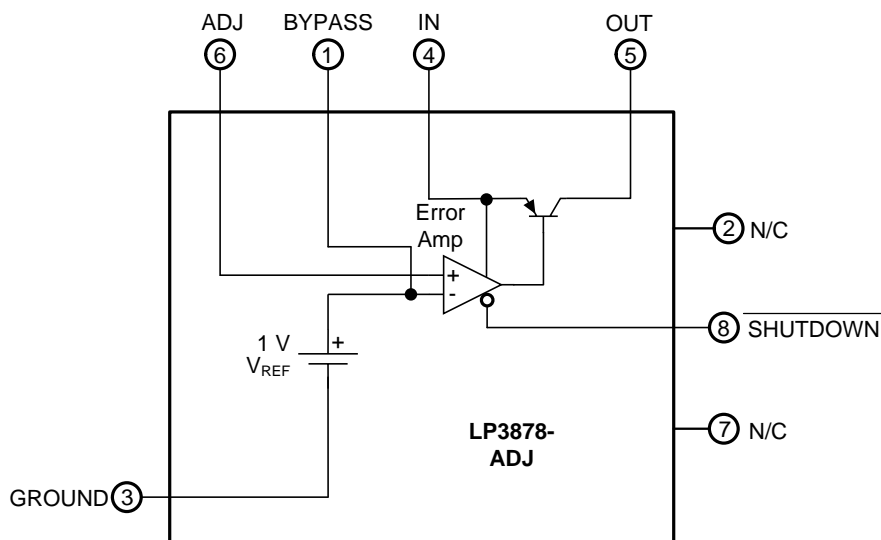 ADJ BYPASS IN OUT
6 1 4 5
Error
Amp
2 N/C
+
-
8 SHUTDOWN
1 V +
VREF
LP3878-
ADJ
7 N/C
GROUND 3